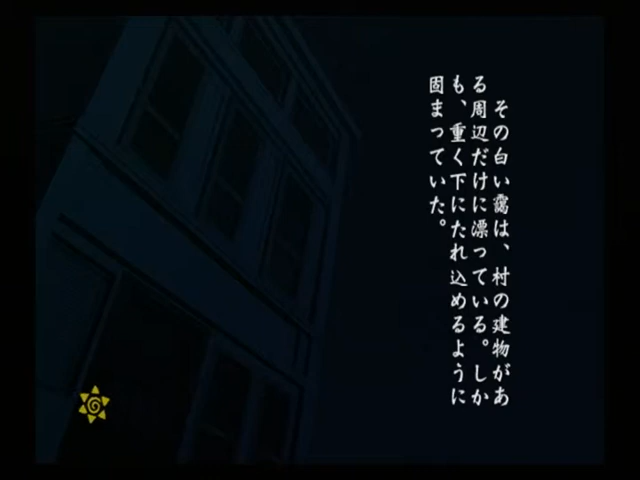 その白い靄は、村の建物があ
る周辺だけに漂っている。しか
も、重く下にたれ込めるように
固まっていた。